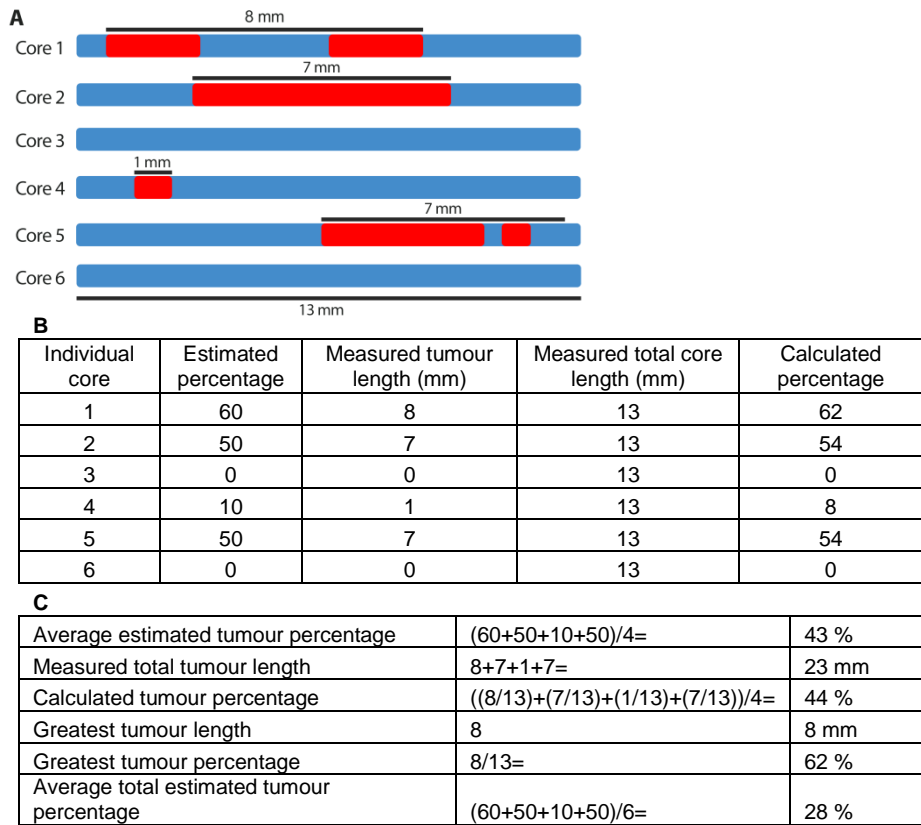 A
8 mm
Core 1
7 mm
Core 2
Core 3
1 mm
Core 4
7 mm
Core 5
Core 6
13 mm
B
Individual core Estimated percentage Measured tumour length (mm) Measured total core length (mm) Calculated percentage
1 60 8 13 62
2 50 7 13 54
3 0 0 13 0
4 10 1 13 8
5 50 7 13 54
6 0 0 13 0
C
Average estimated tumour percentage (60+50+10+50)/4= 43 %
Measured total tumour length 8+7+1+7= 23 mm
Calculated tumour percentage ((8/13)+(7/13)+(1/13)+(7/13))/4= 44 %
Greatest tumour length 8 8 mm
Greatest tumour percentage 8/13= 62 %
Average total estimated tumour
percentage (60+50+10+50)/6= 28 %